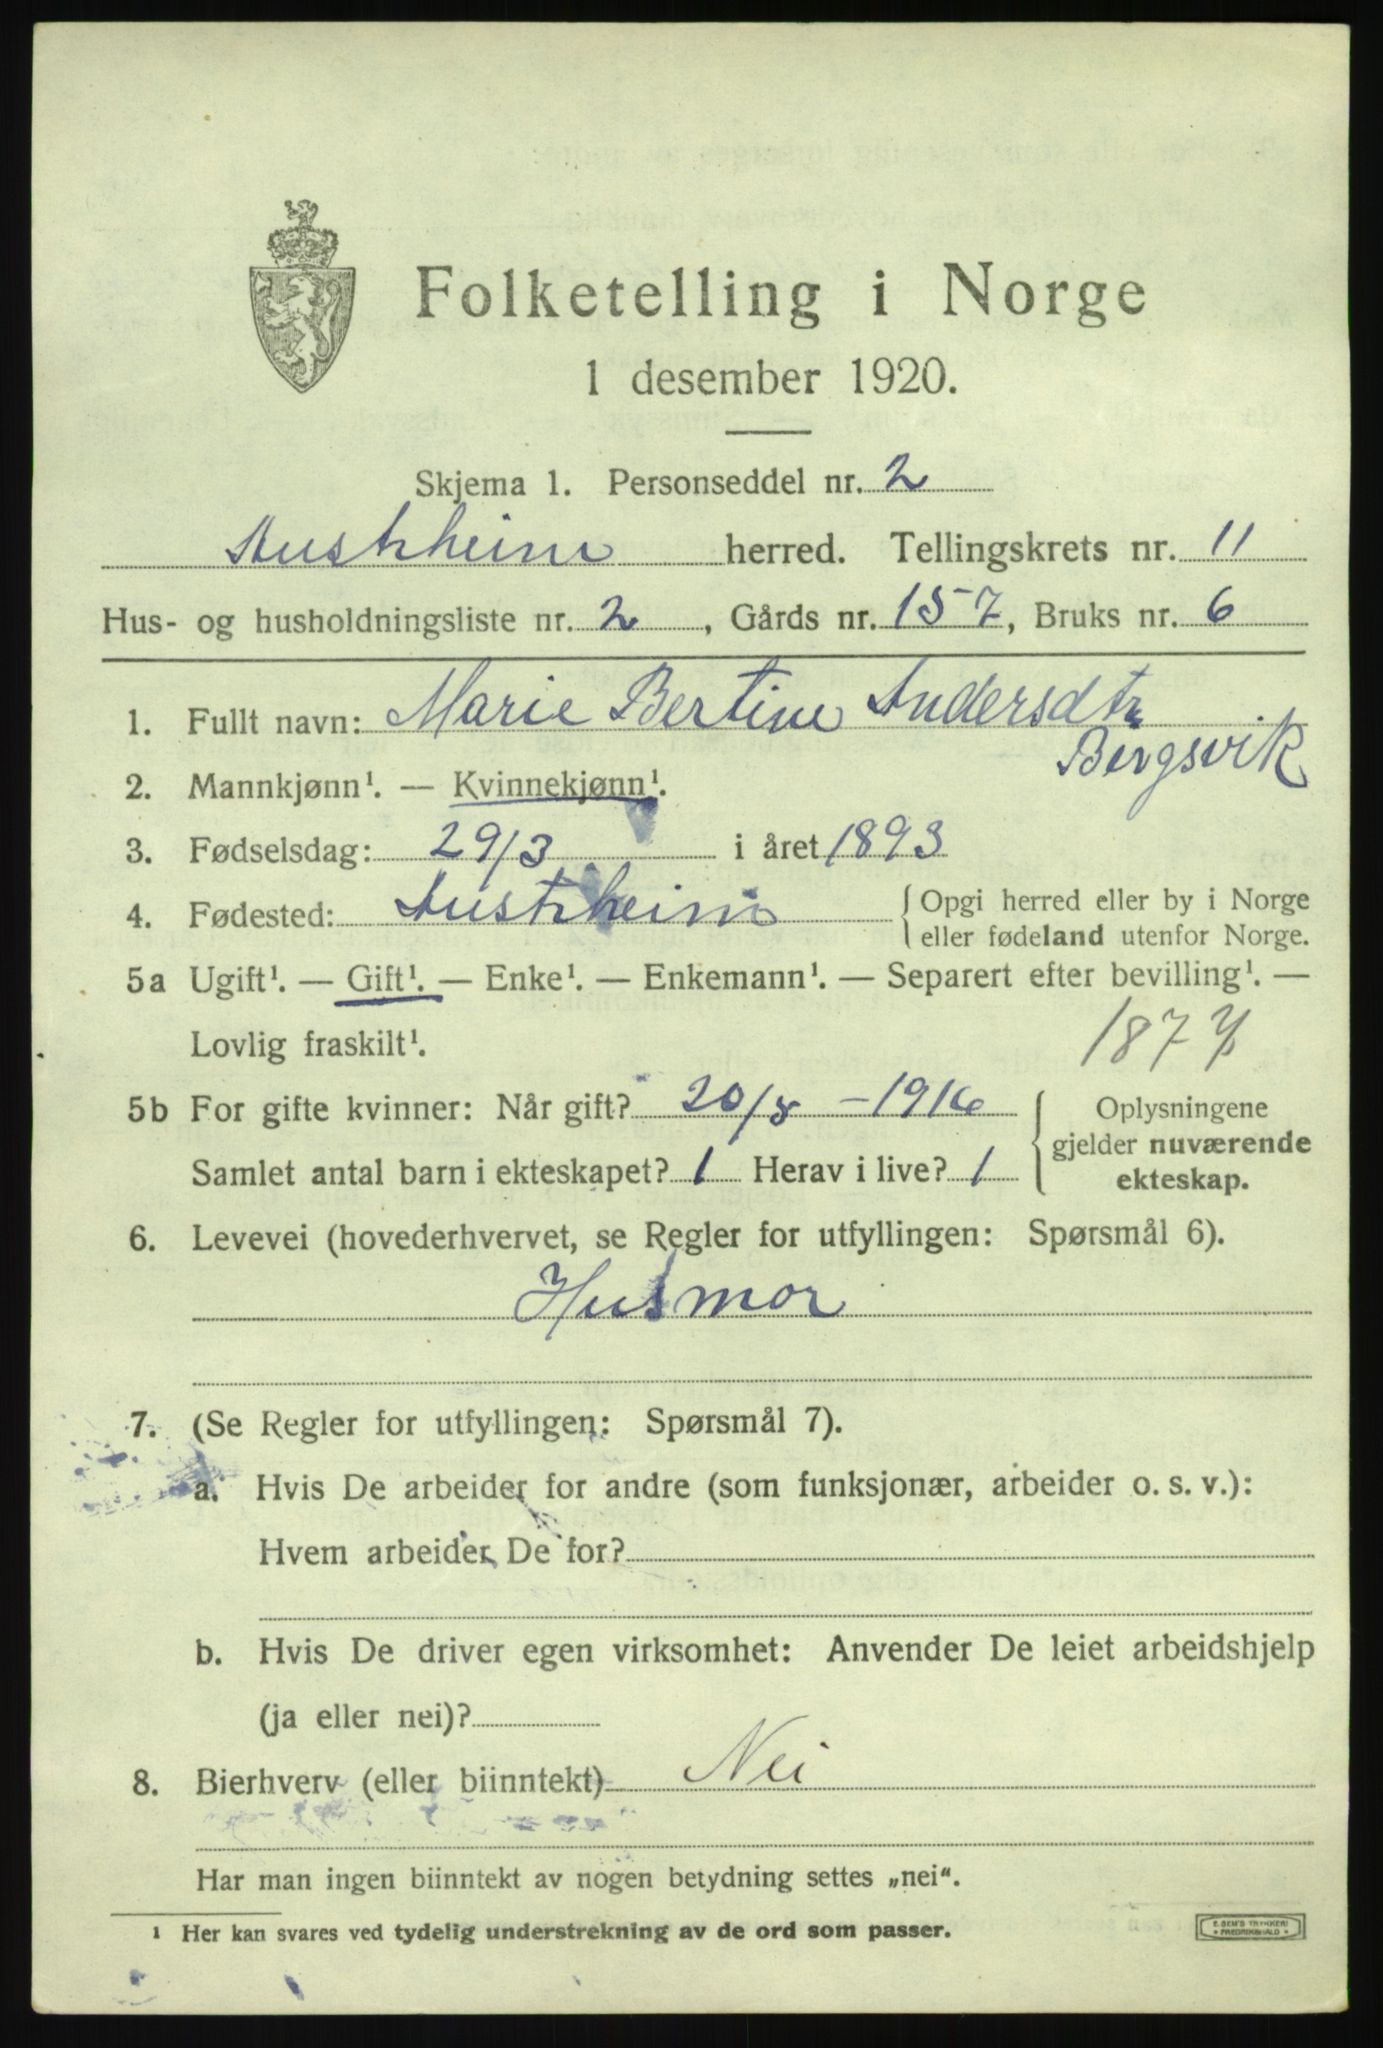 Folketelling i Norge
1 desember 1920.
Skjema 1. Personseddel nr. 2
Austrheim herred. Tellingskrets nr. 11
Hus- og husholdningsliste nr. 2, Gårds nr. 157, Bruks nr. 6
1. Fullt navn: Marie Bertine Andersdtr
Bergsvik
2. Mannkjønn¹. — Kvinnekjønn¹.
3. Fødselsdag: 29/3 i året 1893
4. Fødested: Austrheim { Opgi herred eller by i Norge
eller fødeland utenfor Norge.
5a Ugift¹. — Gift¹. — Enke¹. — Enkemann¹. — Separert efter bevilling¹. —
Lovlig fraskilt¹.
5b For gifte kvinner: Når gift? 20/8 - 1916
Samlet antal barn i ekteskapet? 1 Herav i live? 1
Oplysningene
gjelder nuværende
ekteskap.
6. Levevei (hovederhvervet, se Regler for utfyllingen: Spørsmål 6).
Husmor
7. (Se Regler for utfyllingen: Spørsmål 7).
a. Hvis De arbeider for andre (som funksjonær, arbeider o. s. v.):
Hvem arbeider De for?
b. Hvis De driver egen virksomhet: Anvender De leiet arbeidshjelp
(ja eller nei)?
8. Bierhverv (eller biinntekt) Nei
Har man ingen biinntekt av nogen betydning settes „nei“.
¹ Her kan svares ved tydelig understrekning av de ord som passer.
E. SEM'S TRYKKERI
FREDRIKSHALD